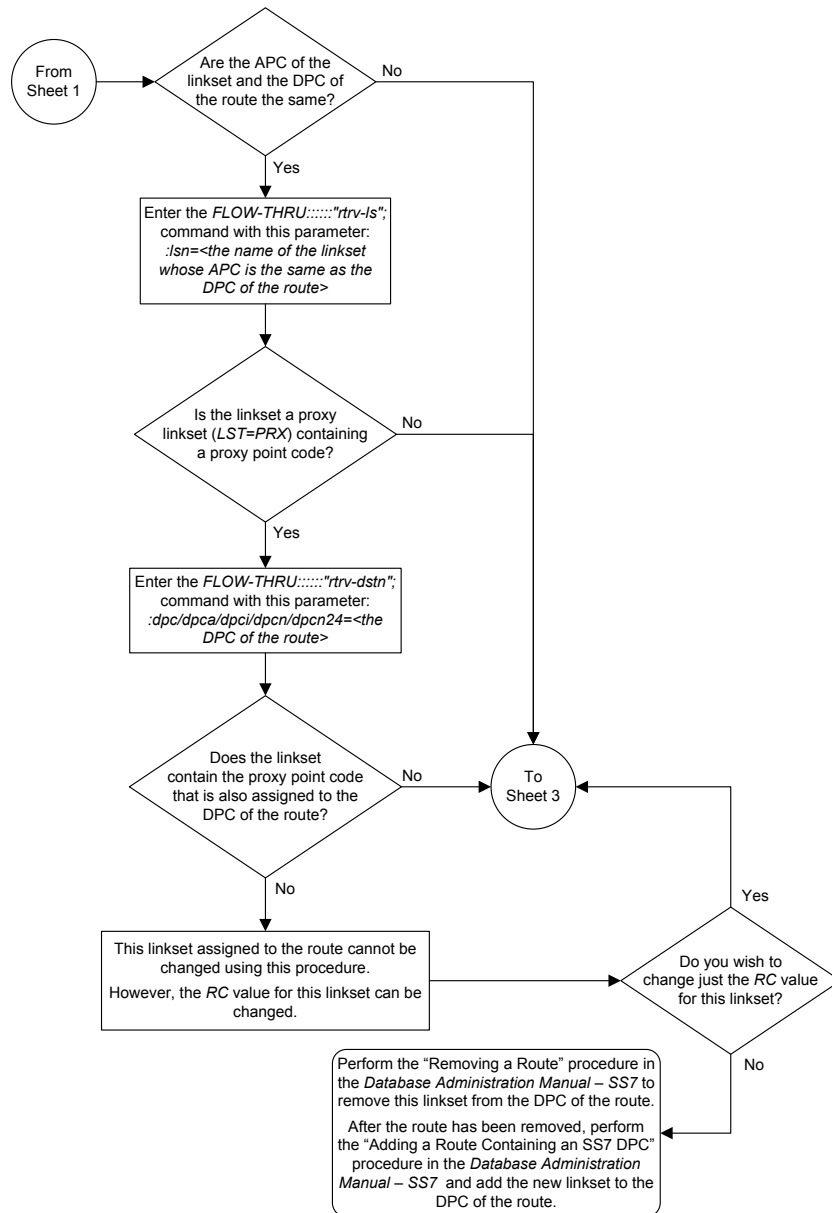 From
Sheet 1
Are the APC of the
linkset and the DPC of
the route the same?
No
Yes
Enter the FLOW-THRU::::::"rtrv-ls";
command with this parameter:
:lsn=<the name of the linkset
whose APC is the same as the
DPC of the route>
Is the linkset a proxy
linkset (LST=PRX) containing
a proxy point code?
No
Yes
Enter the FLOW-THRU::::::"rtrv-dstn";
command with this parameter:
:dpc/dpca/dpci/dpcn/dpcn24=<the
DPC of the route>
Does the linkset
contain the proxy point code
that is also assigned to the
DPC of the route?
No
To
Sheet 3
No
Yes
This linkset assigned to the route cannot be
changed using this procedure.
However, the RC value for this linkset can be
changed.
Do you wish to
change just the RC value
for this linkset?
No
Perform the “Removing a Route” procedure in
the Database Administration Manual – SS7 to
remove this linkset from the DPC of the route.
After the route has been removed, perform
the “Adding a Route Containing an SS7 DPC”
procedure in the Database Administration
Manual – SS7 and add the new linkset to the
DPC of the route.